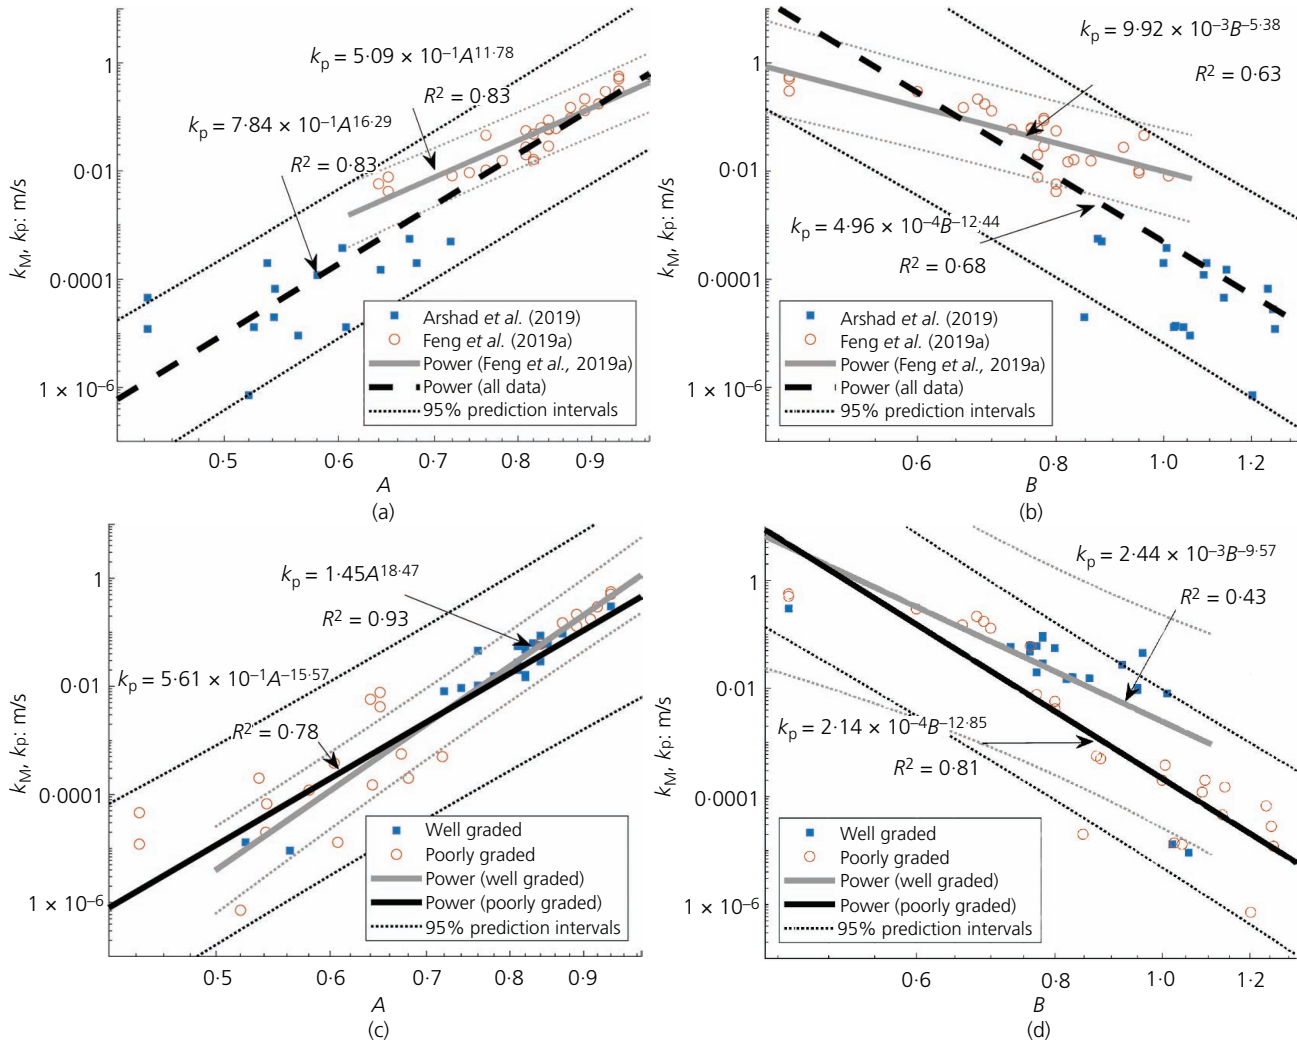 kp = 5·09 × 10–1A11·78
R2 = 0·83
kp = 7·84 × 10–1A16·29
R2 = 0·83
kM, kp: m/s
1
0·01
0·0001
1 × 10–6
Arshad et al. (2019)
Feng et al. (2019a)
Power (Feng et al., 2019a)
Power (all data)
95% prediction intervals
0·5
0·6
0·7
0·8
0·9
A
(a)
kp = 9·92 × 10–3B–5·38
R2 = 0·63
kp = 4·96 × 10–4B–12·44
R2 = 0·68
kM, kp: m/s
1
0·01
0·0001
1 × 10–6
Arshad et al. (2019)
Feng et al. (2019a)
Power (Feng et al., 2019a)
Power (all data)
95% prediction intervals
0·6
0·8
1·0
1·2
B
(b)
kp = 1·45A18·47
R2 = 0·93
kp = 5·61 × 10–1A–15·57
R2 = 0·78
kM, kp: m/s
1
0·01
0·0001
1 × 10–6
Well graded
Poorly graded
Power (well graded)
Power (poorly graded)
95% prediction intervals
0·5
0·6
0·7
0·8
0·9
A
(c)
kp = 2·44 × 10–3B–9·57
R2 = 0·43
kp = 2·14 × 10–4B–12·85
R2 = 0·81
kM, kp: m/s
1
0·01
0·0001
1 × 10–6
Well graded
Poorly graded
Power (well graded)
Power (poorly graded)
95% prediction intervals
0·6
0·8
1·0
1·2
B
(d)